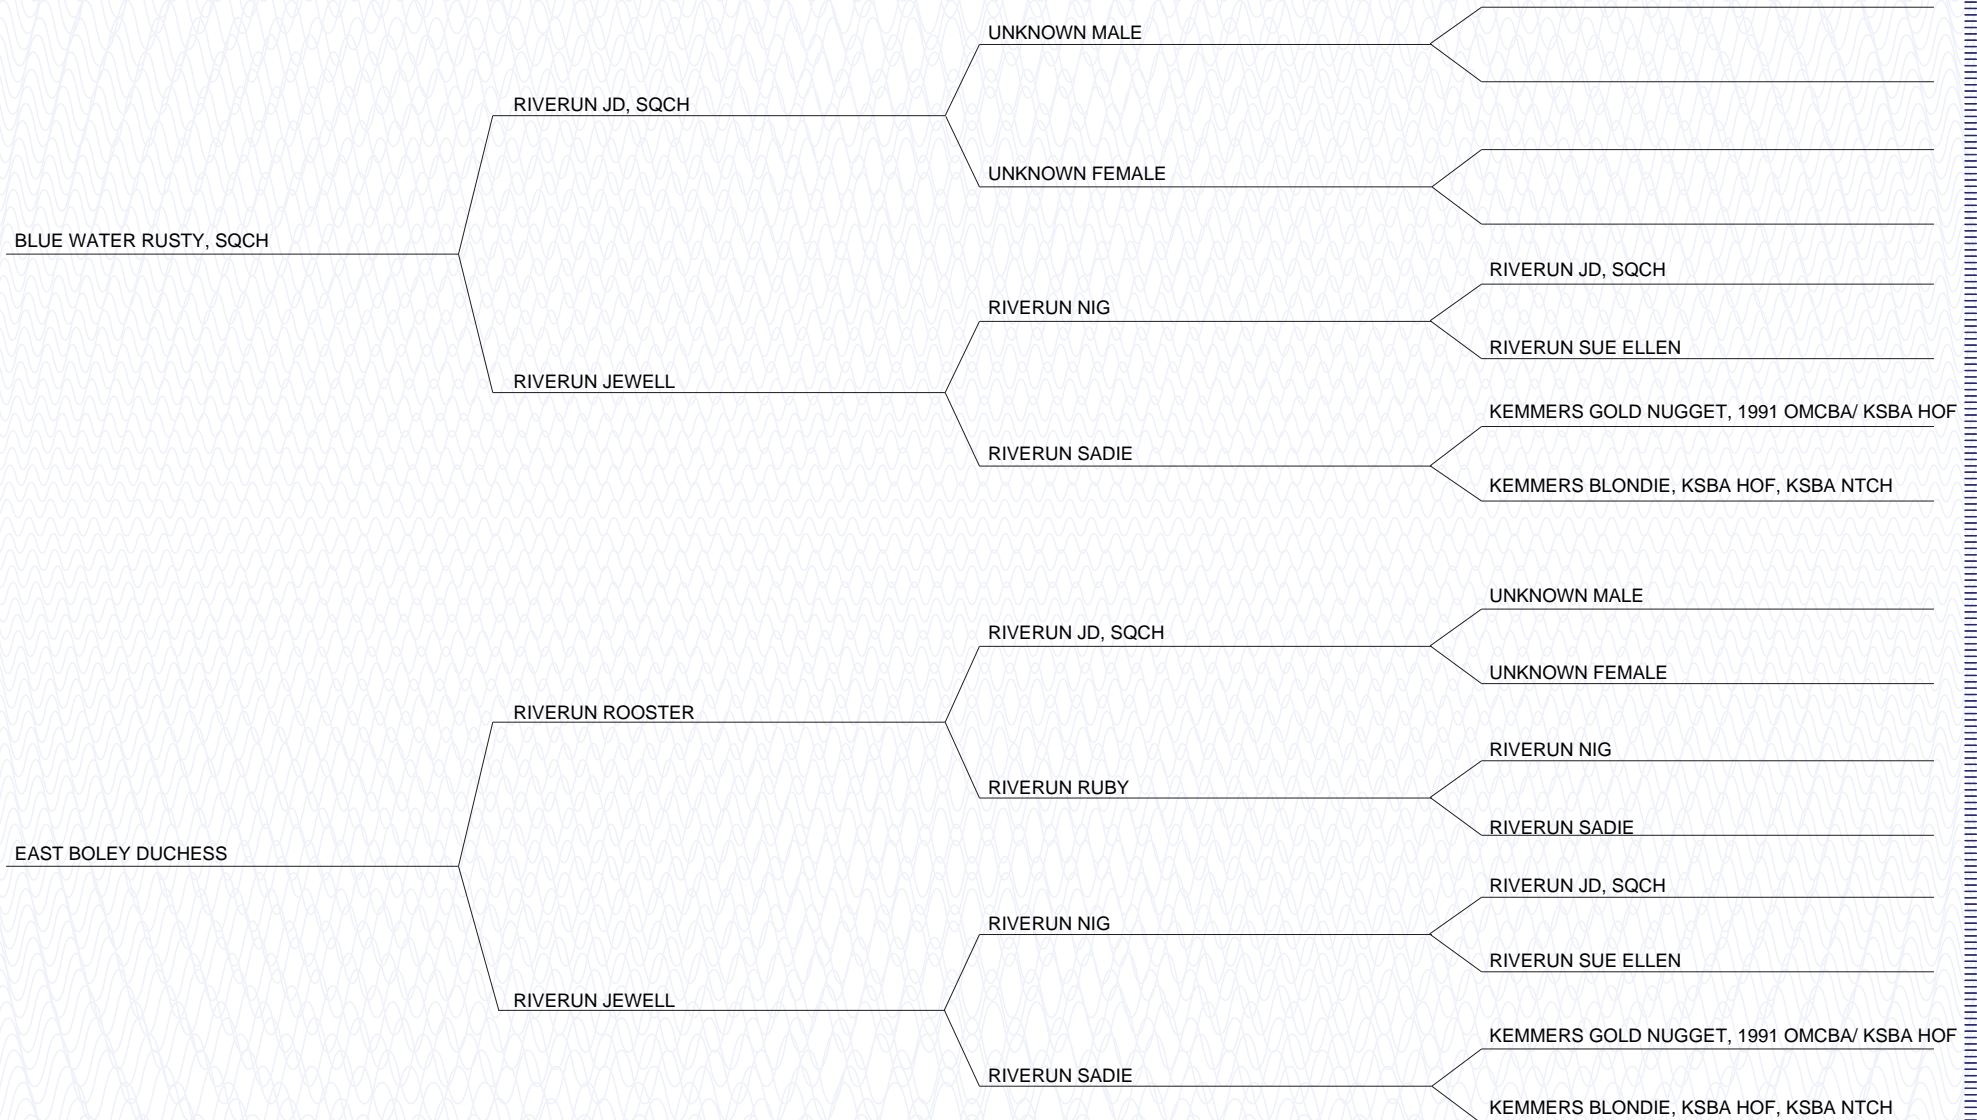 UNKNOWN MALE
RIVERUN JD, SQCH
UNKNOWN FEMALE
BLUE WATER RUSTY, SQCH
RIVERUN JD, SQCH
RIVERUN NIG
RIVERUN SUE ELLEN
RIVERUN JEWELL
KEMMERS GOLD NUGGET, 1991 OMCBA/ KSBA HOF
RIVERUN SADIE
KEMMERS BLONDIE, KSBA HOF, KSBA NTCH
UNKNOWN MALE
RIVERUN JD, SQCH
UNKNOWN FEMALE
RIVERUN ROOSTER
RIVERUN NIG
RIVERUN RUBY
RIVERUN SADIE
EAST BOLEY DUCHESS
RIVERUN JD, SQCH
RIVERUN NIG
RIVERUN SUE ELLEN
RIVERUN JEWELL
KEMMERS GOLD NUGGET, 1991 OMCBA/ KSBA HOF
RIVERUN SADIE
KEMMERS BLONDIE, KSBA HOF, KSBA NTCH